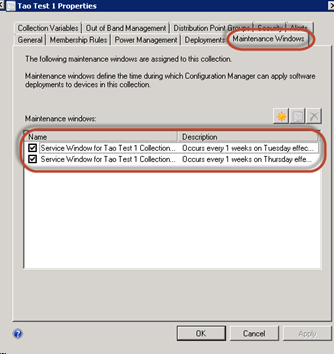 Tao Test 1 Properties
Collection Variables Out of Band Management Distribution Point Groups Security Alerts
General Membership Rules Power Management Deployments Maintenance Windows
The following maintenance windows are assigned to this collection.
Maintenance windows define the time during which Configuration Manager can apply software
deployments to devices in this collection.
Maintenance windows:
Name Description
Service Window for Tao Test 1 Collection... Occurs every 1 weeks on Tuesday effec...
Service Window for Tao Test 1 Collection... Occurs every 1 weeks on Thursday effe...
OK Cancel Apply